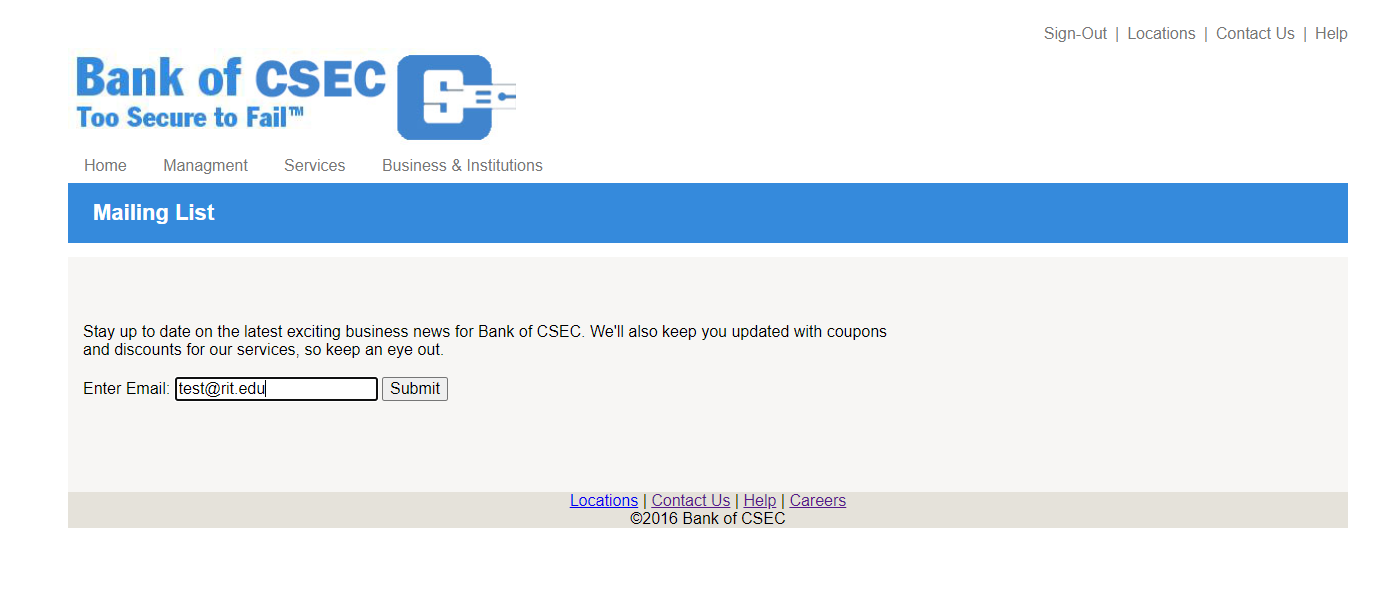 Sign-Out | Locations | Contact Us | Help
Bank of CSEC
Too Secure to Fail™
Home Managment Services Business & Institutions
Mailing List
Stay up to date on the latest exciting business news for Bank of CSEC. We'll also keep you updated with coupons
and discounts for our services, so keep an eye out.
Enter Email: test@rit.edu Submit
Locations | Contact Us | Help | Careers
©2016 Bank of CSEC